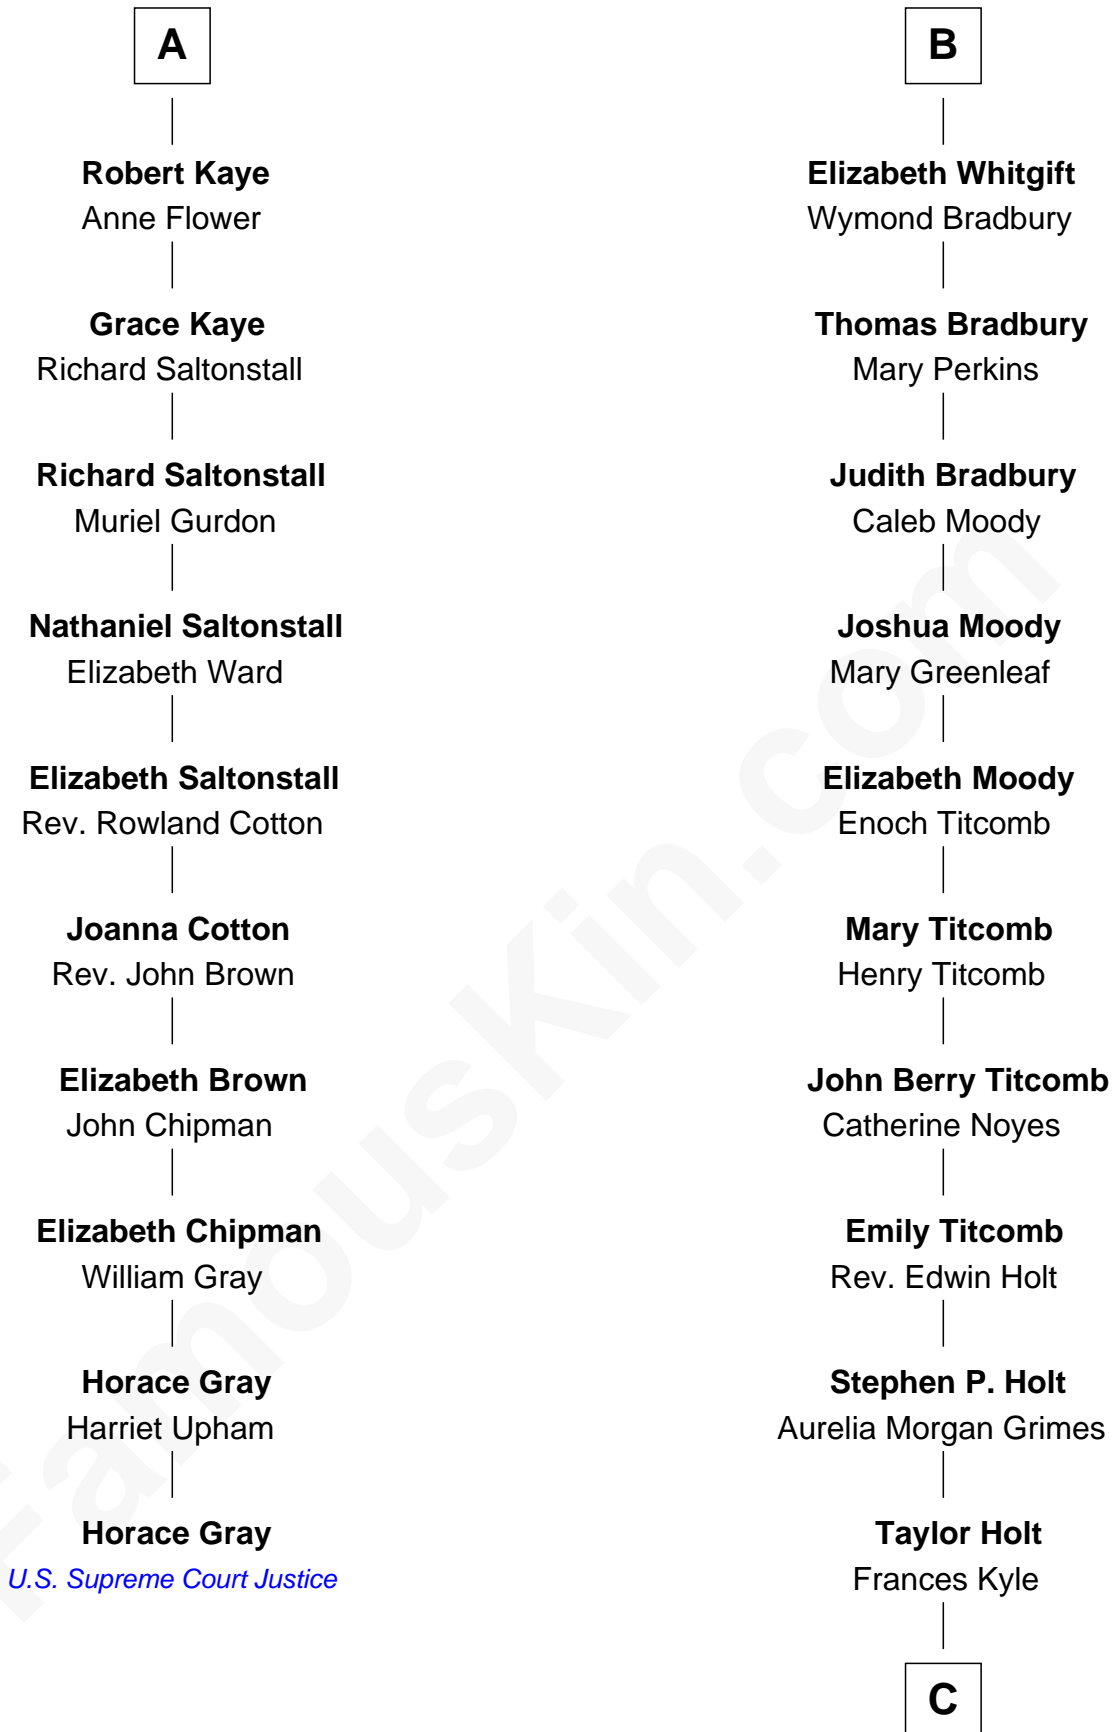 A
Robert Kaye
Anne Flower
Grace Kaye
Richard Saltonstall
Richard Saltonstall
Muriel Gurdon
Nathaniel Saltonstall
Elizabeth Ward
Elizabeth Saltonstall
Rev. Rowland Cotton
Joanna Cotton
Rev. John Brown
Elizabeth Brown
John Chipman
Elizabeth Chipman
William Gray
Horace Gray
Harriet Upham
Horace Gray
U.S. Supreme Court Justice
B
Elizabeth Whitgift
Wymond Bradbury
Thomas Bradbury
Mary Perkins
Judith Bradbury
Caleb Moody
Joshua Moody
Mary Greenleaf
Elizabeth Moody
Enoch Titcomb
Mary Titcomb
Henry Titcomb
John Berry Titcomb
Catherine Noyes
Emily Titcomb
Rev. Edwin Holt
Stephen P. Holt
Aurelia Morgan Grimes
Taylor Holt
Frances Kyle
C
FamousKin.com